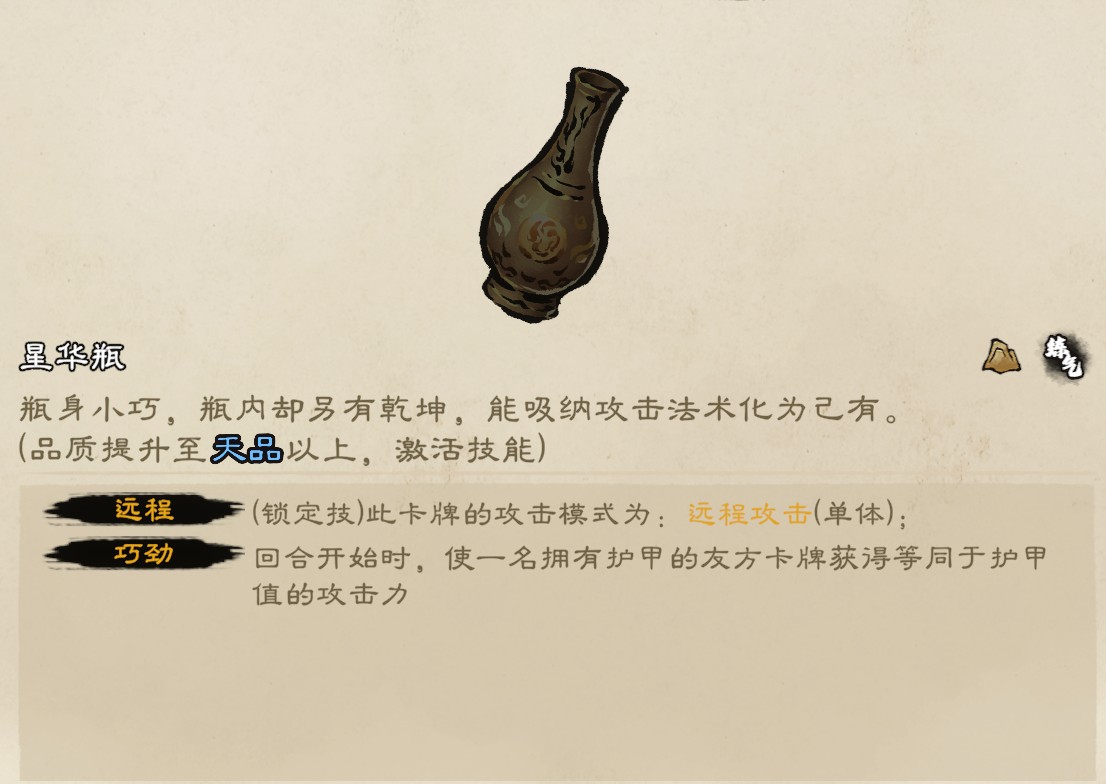 星华瓶
炼气
瓶身小巧，瓶内却另有乾坤，能吸纳攻击法术化为己有。
(品质提升至天品以上，激活技能)
远程 (锁定技)此卡牌的攻击模式为：远程攻击(单体)；
巧劲 回合开始时，使一名拥有护甲的友方卡牌获得等同于护甲
值的攻击力